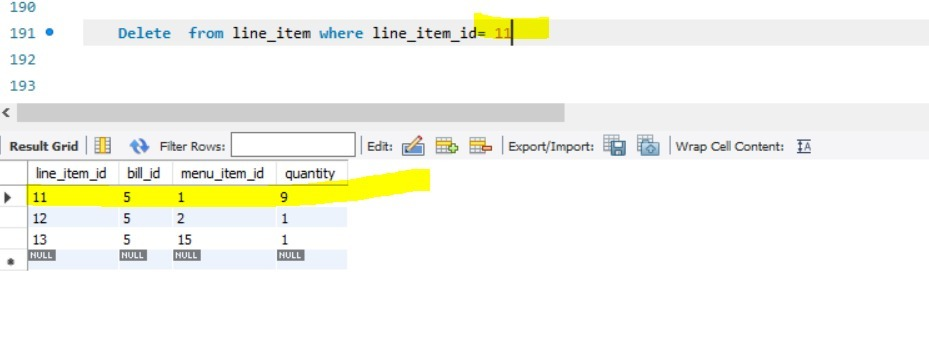 190
191 Delete from line_item where line_item_id= 11
192
193
Result Grid Filter Rows: Edit: Export/Import: Wrap Cell Content:
line_item_id bill_id menu_item_id quantity
11 5 1 9
12 5 2 1
13 5 15 1
NULL NULL NULL NULL